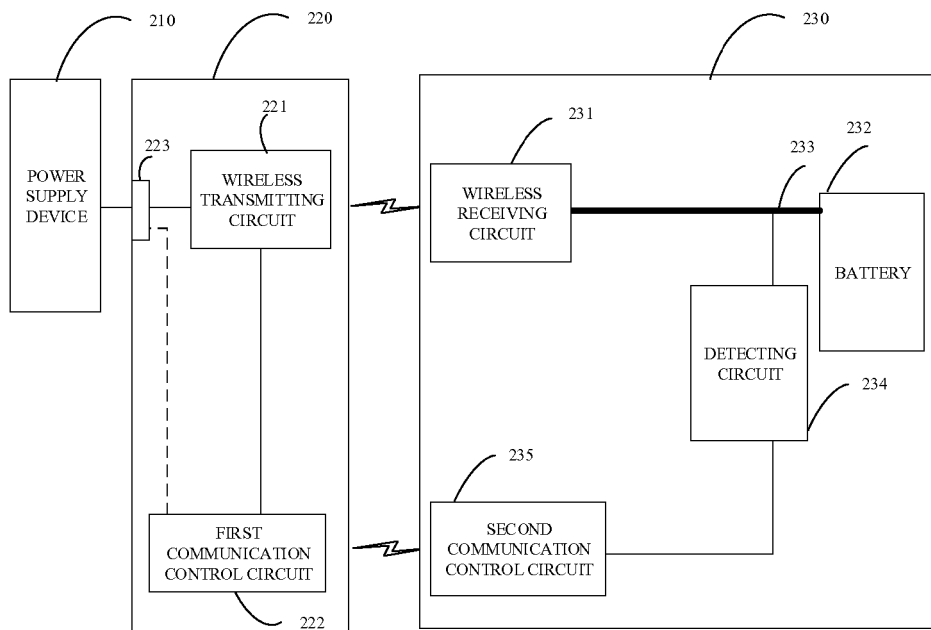 210
220
230
223
221
231
232
233
POWER
SUPPLY
DEVICE
WIRELESS
TRANSMITTING
CIRCUIT
WIRELESS
RECEIVING
CIRCUIT
BATTERY
DETECTING
CIRCUIT
234
235
FIRST
COMMUNICATION
CONTROL CIRCUIT
SECOND
COMMUNICATION
CONTROL CIRCUIT
222